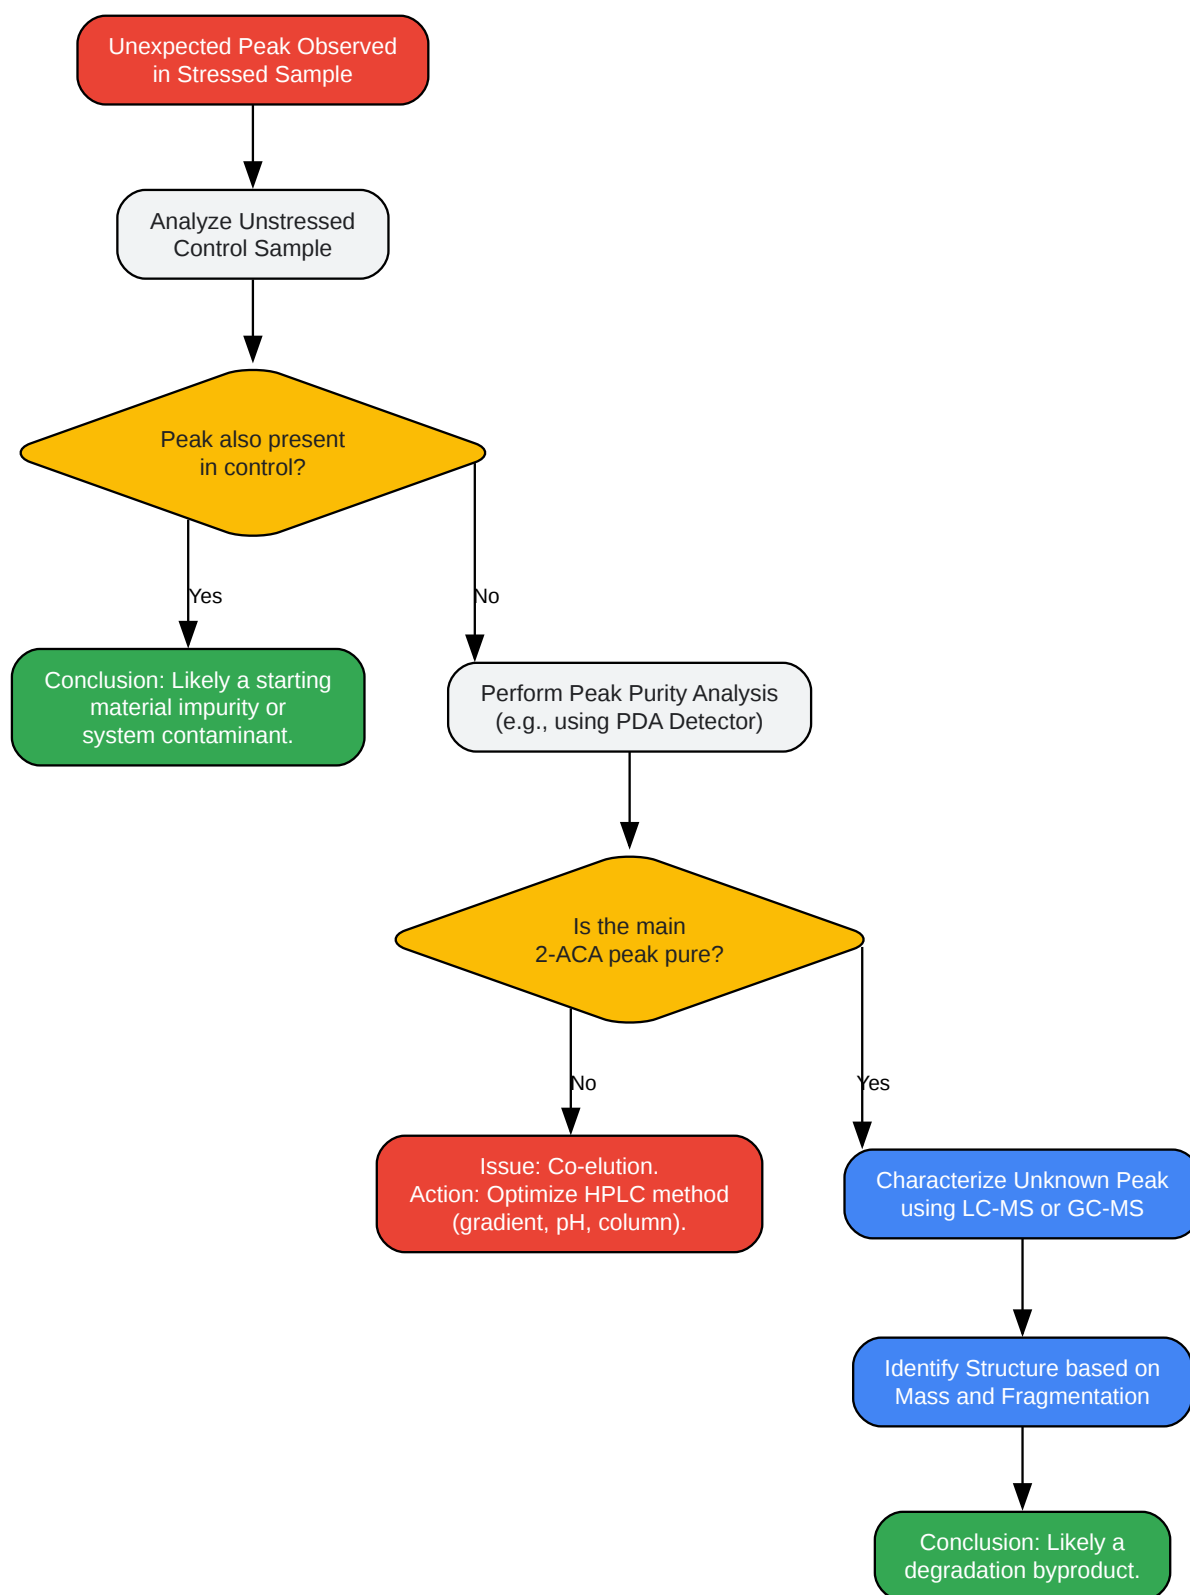 Unexpected Peak Observed
in Stressed Sample
Analyze Unstressed
Control Sample
Peak also present
in control?
Yes
No
Conclusion: Likely a starting
material impurity or
system contaminant.
Perform Peak Purity Analysis
(e.g., using PDA Detector)
Is the main
2-ACA peak pure?
No
Yes
Issue: Co-elution.
Action: Optimize HPLC method
(gradient, pH, column).
Characterize Unknown Peak
using LC-MS or GC-MS
Identify Structure based on
Mass and Fragmentation
Conclusion: Likely a
degradation byproduct.